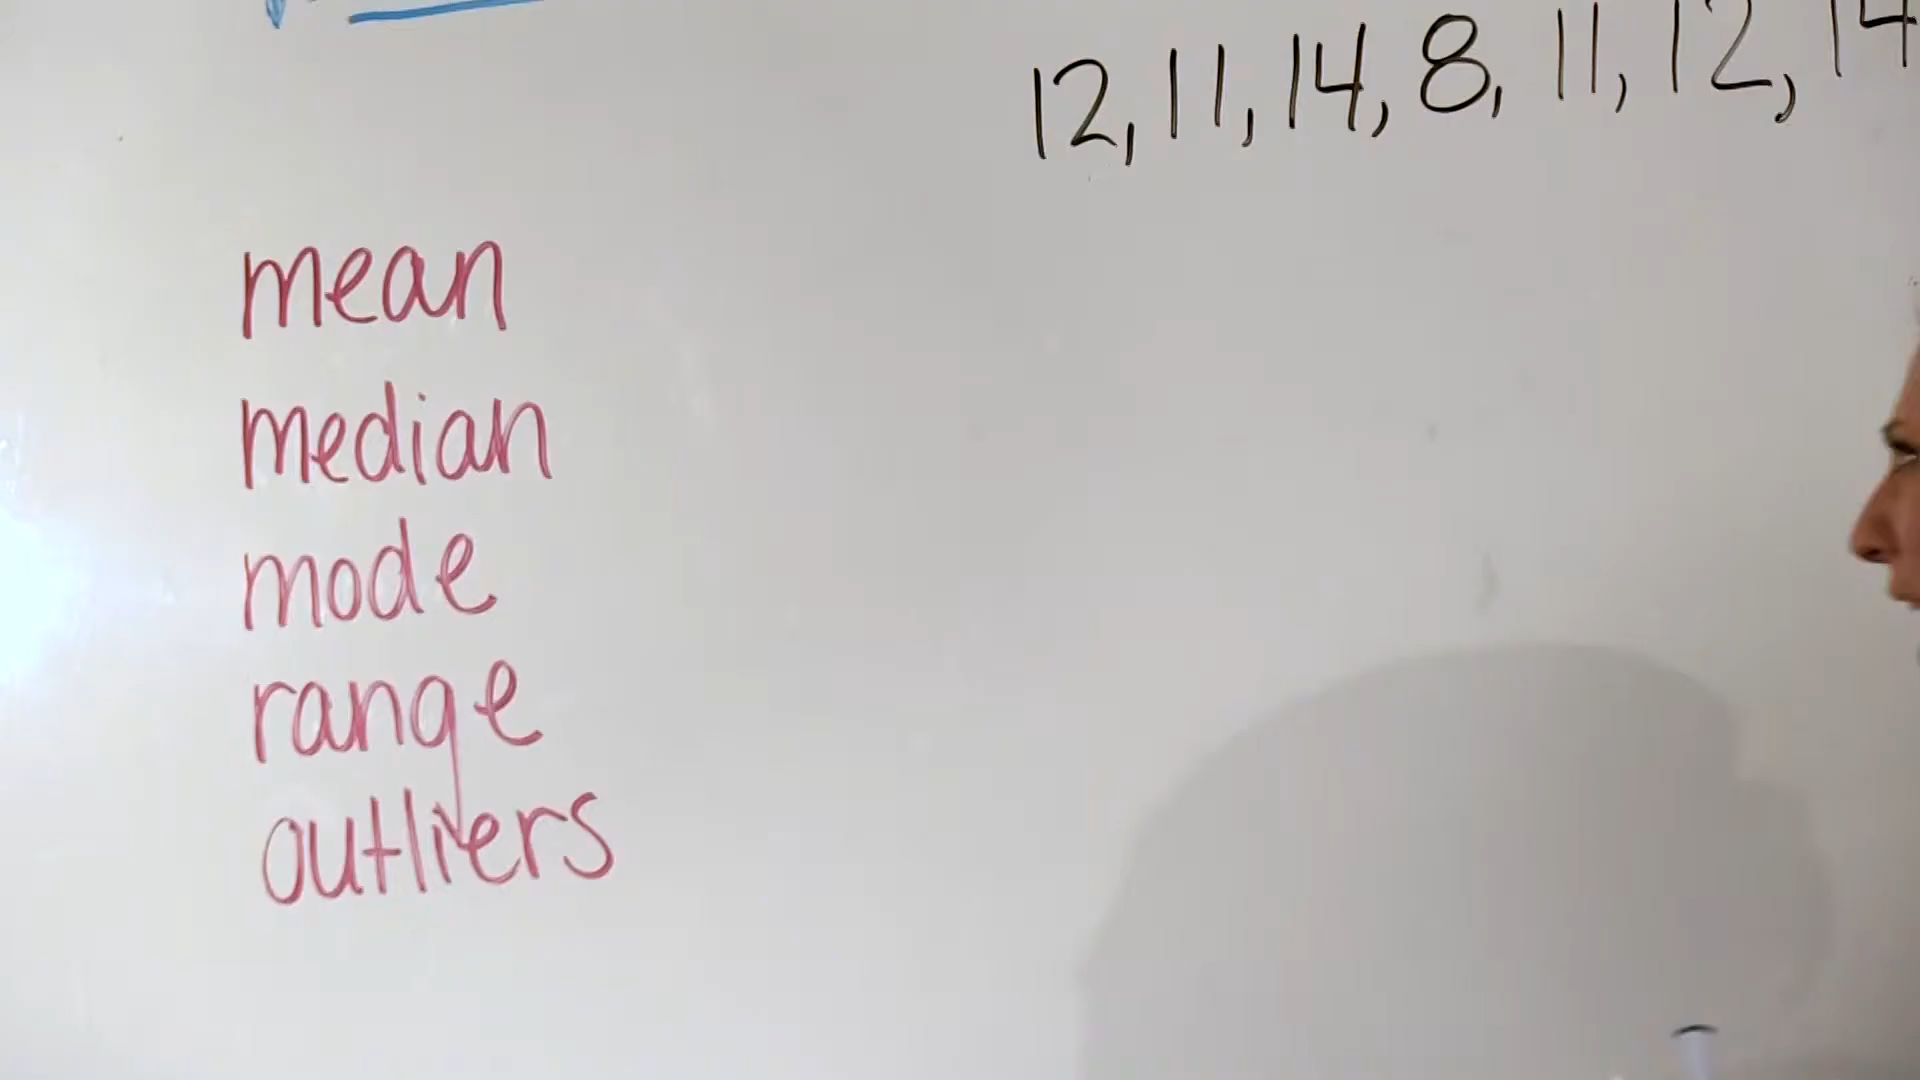 12, 11, 14, 8, 11, 12, 14
mean
median
mode
range
outliers